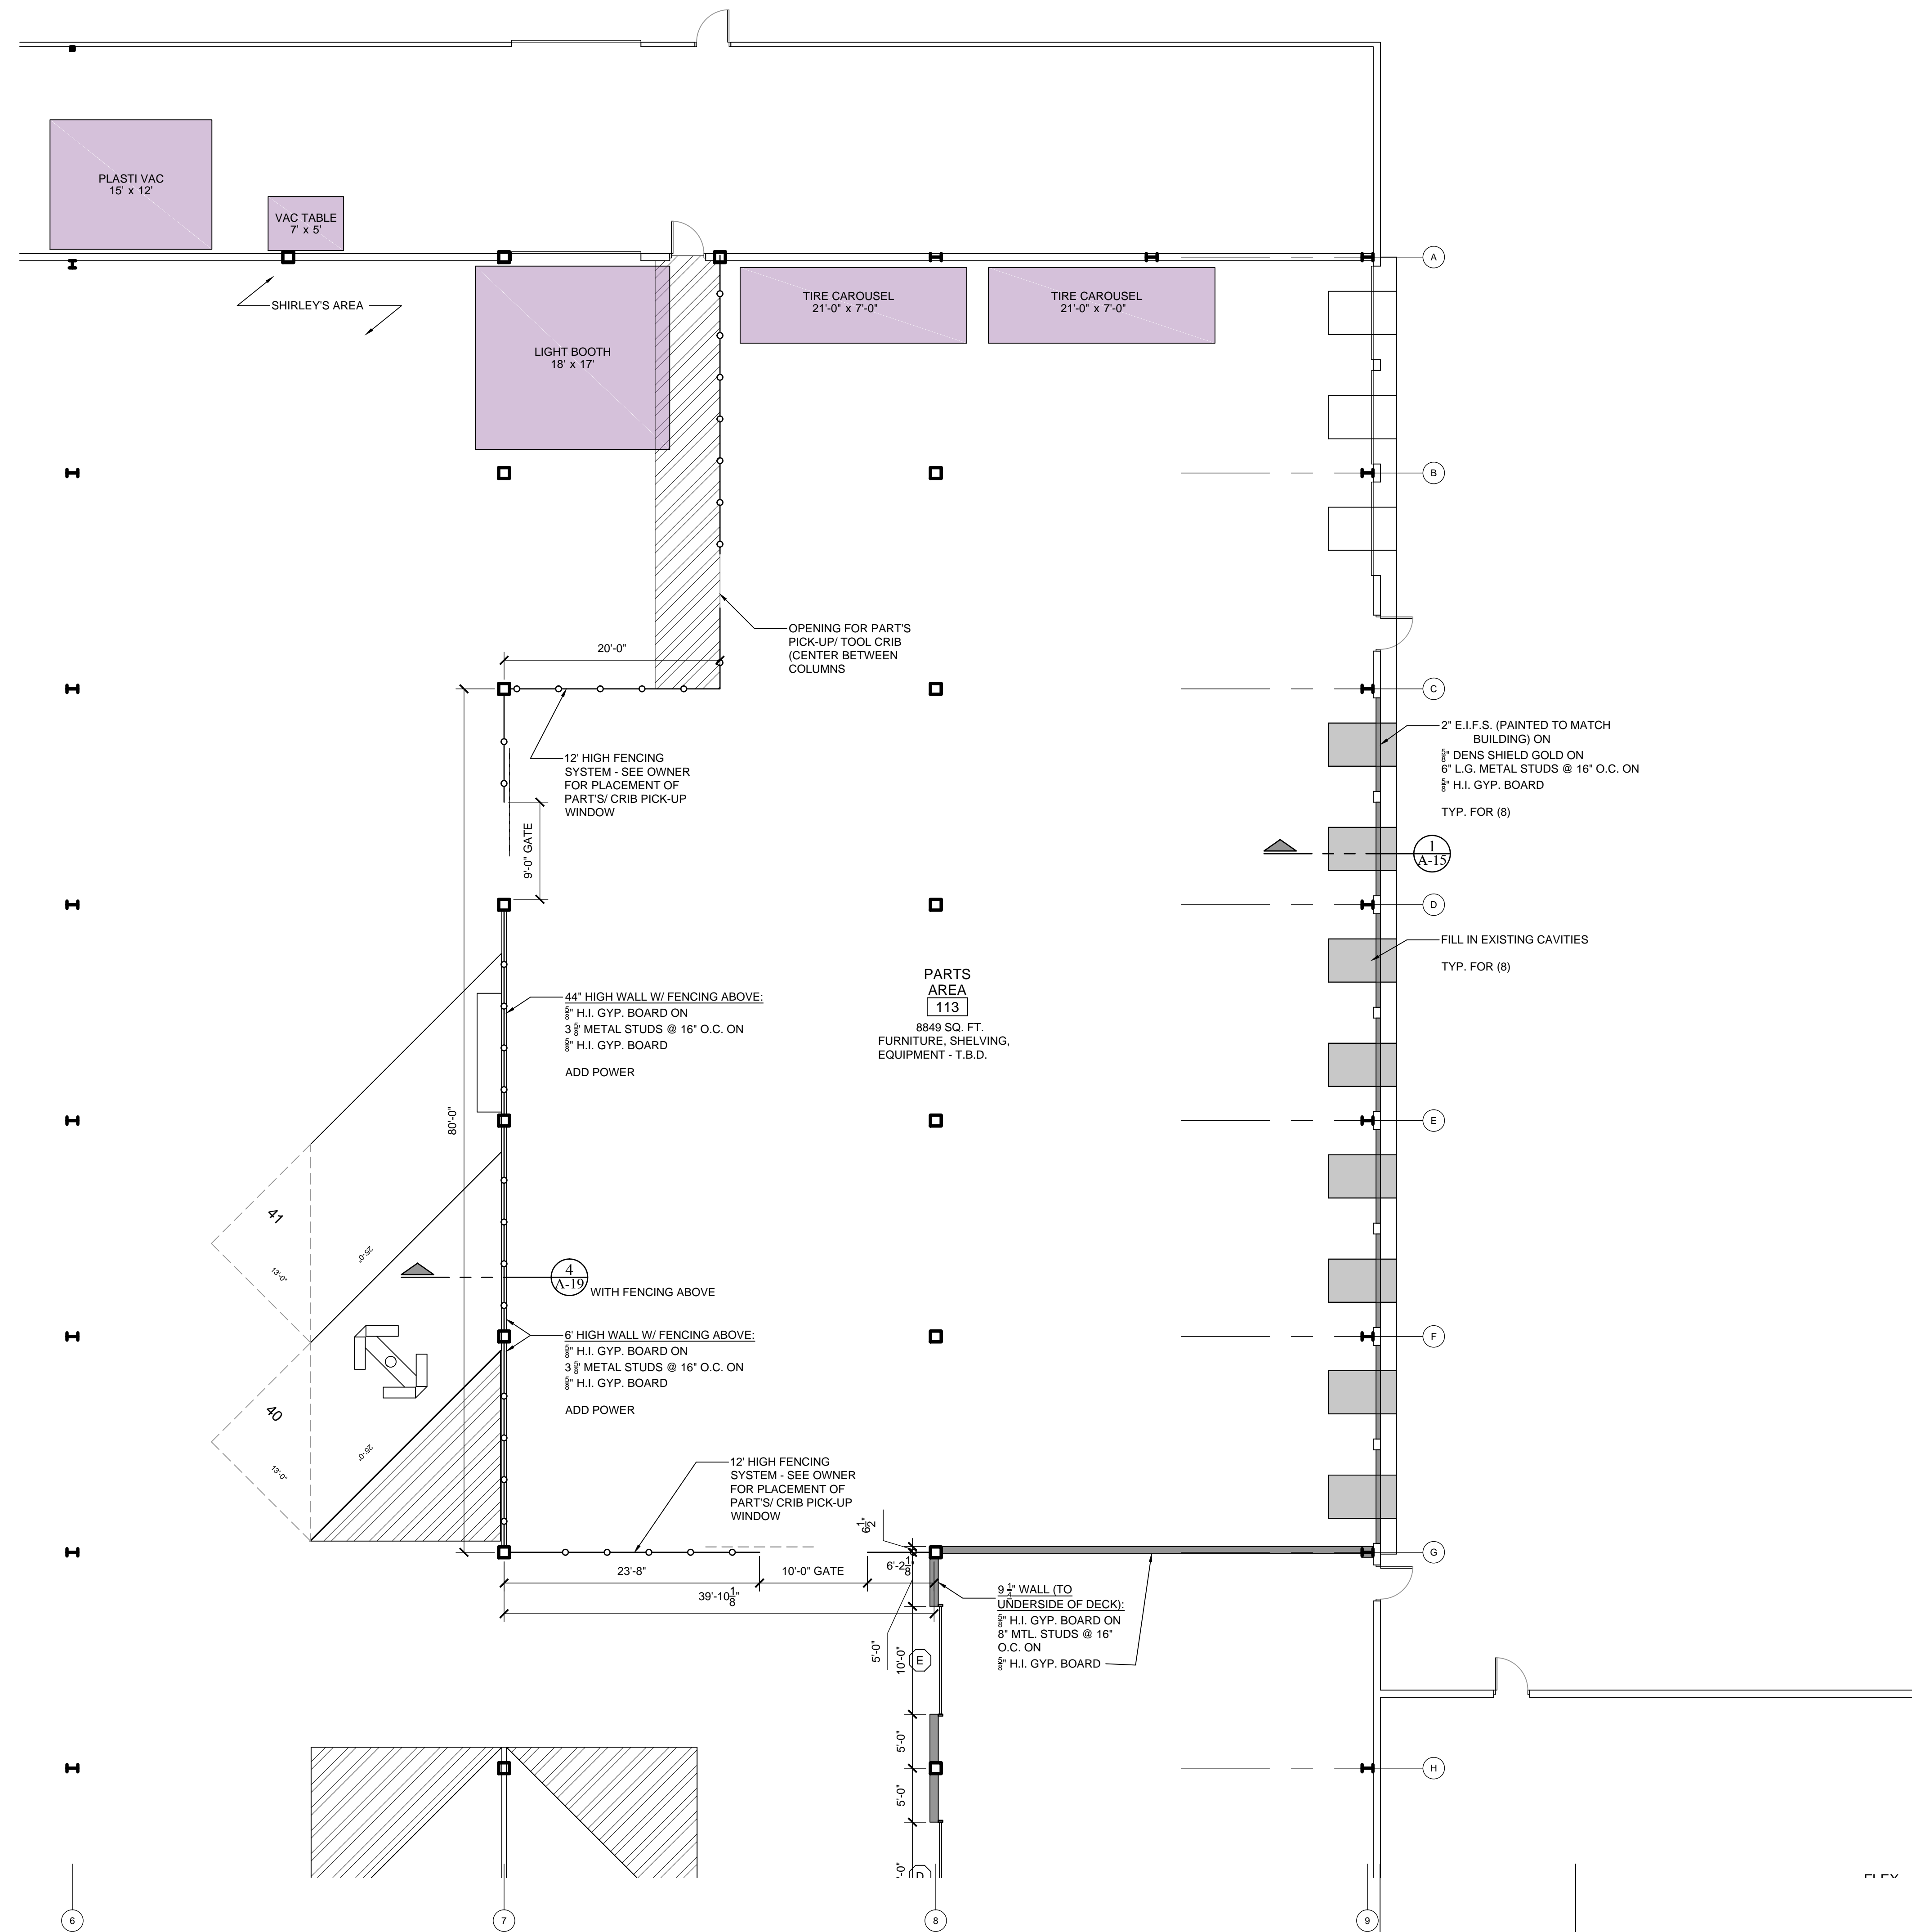 PLASTI VAC
15' x 12'
VAC TABLE
7' x 5'
SHIRLEY'S AREA
LIGHT BOOTH
18' x 17'
TIRE CAROUSEL
21'-0" x 7'-0"
TIRE CAROUSEL
21'-0" x 7'-0"
A
B
OPENING FOR PART'S
PICK-UP/ TOOL CRIB
(CENTER BETWEEN
COLUMNS
20'-0"
C
12' HIGH FENCING
SYSTEM - SEE OWNER
FOR PLACEMENT OF
PART'S/ CRIB PICK-UP
WINDOW
9'-0" GATE
2" E.I.F.S. (PAINTED TO MATCH
BUILDING) ON
5/8" DENS SHIELD GOLD ON
6" L.G. METAL STUDS @ 16" O.C. ON
5/8" H.I. GYP. BOARD
TYP. FOR (8)
1
A-15
D
FILL IN EXISTING CAVITIES
TYP. FOR (8)
PARTS
AREA
113
8849 SQ. FT.
FURNITURE, SHELVING,
EQUIPMENT - T.B.D.
44" HIGH WALL W/ FENCING ABOVE:
5/8" H.I. GYP. BOARD ON
3 5/8" METAL STUDS @ 16" O.C. ON
5/8" H.I. GYP. BOARD
ADD POWER
80'-0"
E
41
25'-0"
13'-0"
4
A-19
WITH FENCING ABOVE
6' HIGH WALL W/ FENCING ABOVE:
5/8" H.I. GYP. BOARD ON
3 5/8" METAL STUDS @ 16" O.C. ON
5/8" H.I. GYP. BOARD
ADD POWER
F
40
25'-0"
13'-0"
12' HIGH FENCING
SYSTEM - SEE OWNER
FOR PLACEMENT OF
PART'S/ CRIB PICK-UP
WINDOW
6 1/2"
G
23'-8"
10'-0" GATE
6'-2 1/8"
39'-10 1/8"
9 1/4" WALL (TO
UNDERSIDE OF DECK):
5/8" H.I. GYP. BOARD ON
8" MTL. STUDS @ 16"
O.C. ON
5/8" H.I. GYP. BOARD
5'-0"
10'-0"
E
5'-0"
5'-0"
H
-0"
D
FLEX
6
7
8
9